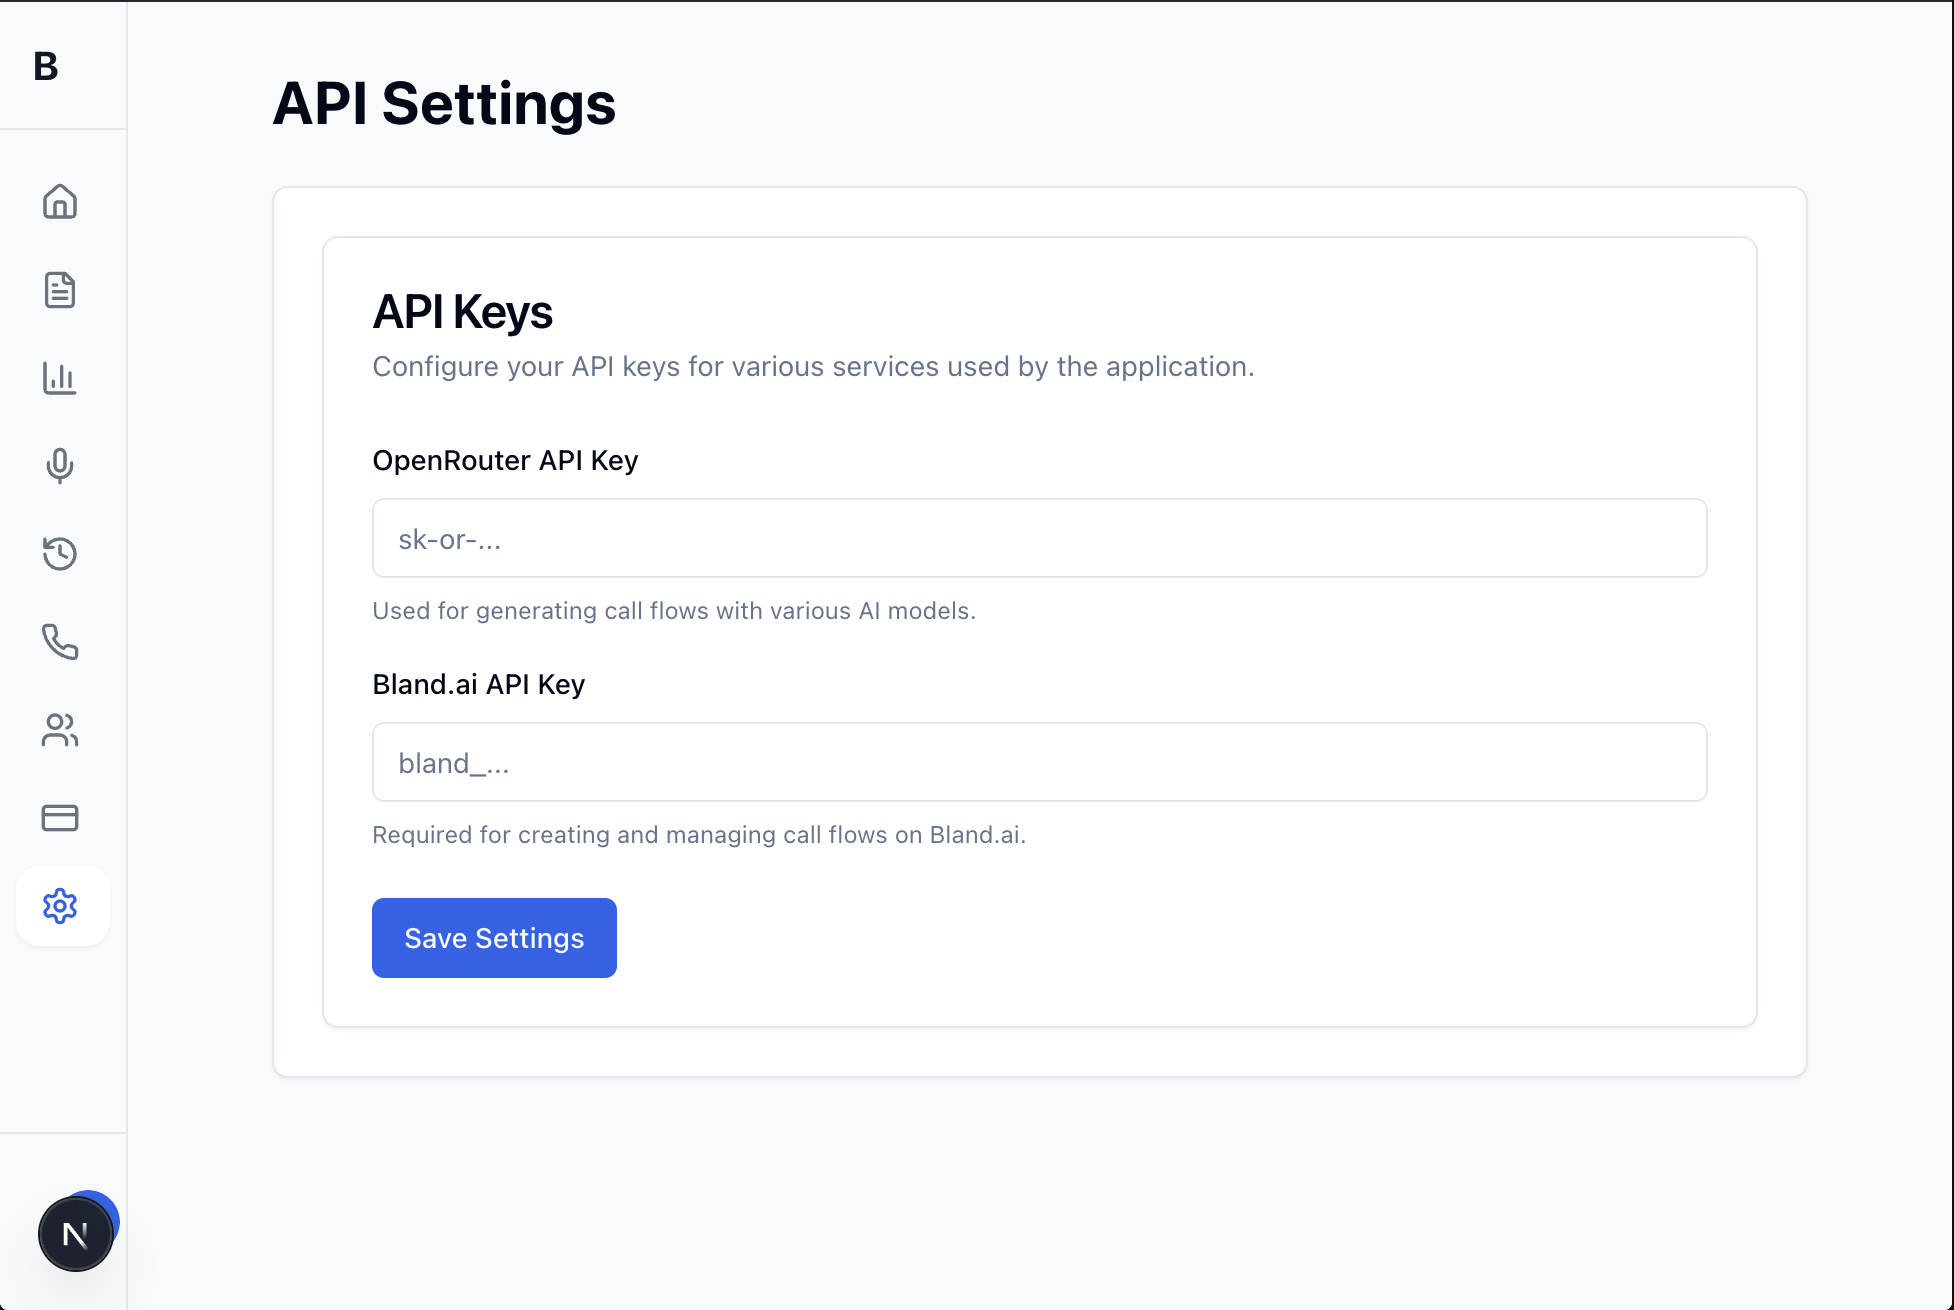 B
API Settings
API Keys
Configure your API keys for various services used by the application.
OpenRouter API Key
sk-or-...
Used for generating call flows with various AI models.
Bland.ai API Key
bland_...
Required for creating and managing call flows on Bland.ai.
Save Settings
N